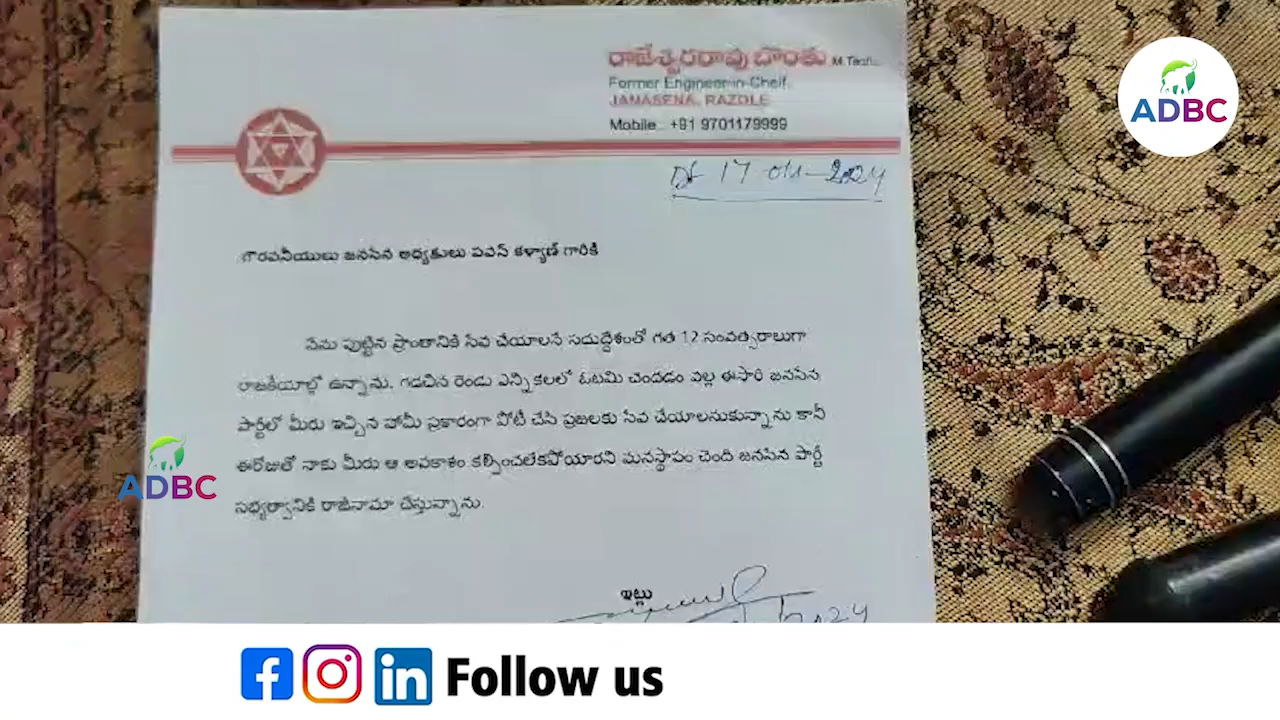 రాజేశ్వరరావు బొంతు M.Tech.,
Former Engineer-in-Cheif,
JANASENA, RAZOLE
Mobile : +91 9701179999
Dt 17-04-2024
గౌరవనీయులు జనసేన అధ్యక్షులు పవన్ కళ్యాణ్ గారికి
నేను పుట్టిన ప్రాంతానికి సేవ చేయాలనే సదుద్దేశంతో గత 12 సంవత్సరాలుగా
రాజకీయాల్లో ఉన్నాను. గడచిన రెండు ఎన్నికలలో ఓటమి చెందడం వల్ల ఈసారి జనసేన
పార్టీలో మీరు ఇచ్చిన హామీ ప్రకారంగా పోటీ చేసి ప్రజలకు సేవ చేయాలనుకున్నాను కానీ
ఈరోజుతో నాకు మీరు ఆ అవకాశం కల్పించలేకపోయారని మనస్థాపం చెంది జనసేన పార్టీ
సభ్యత్వానికి రాజీనామా చేస్తున్నాను.
ఇట్లు
ADBC
ADBC
Follow us